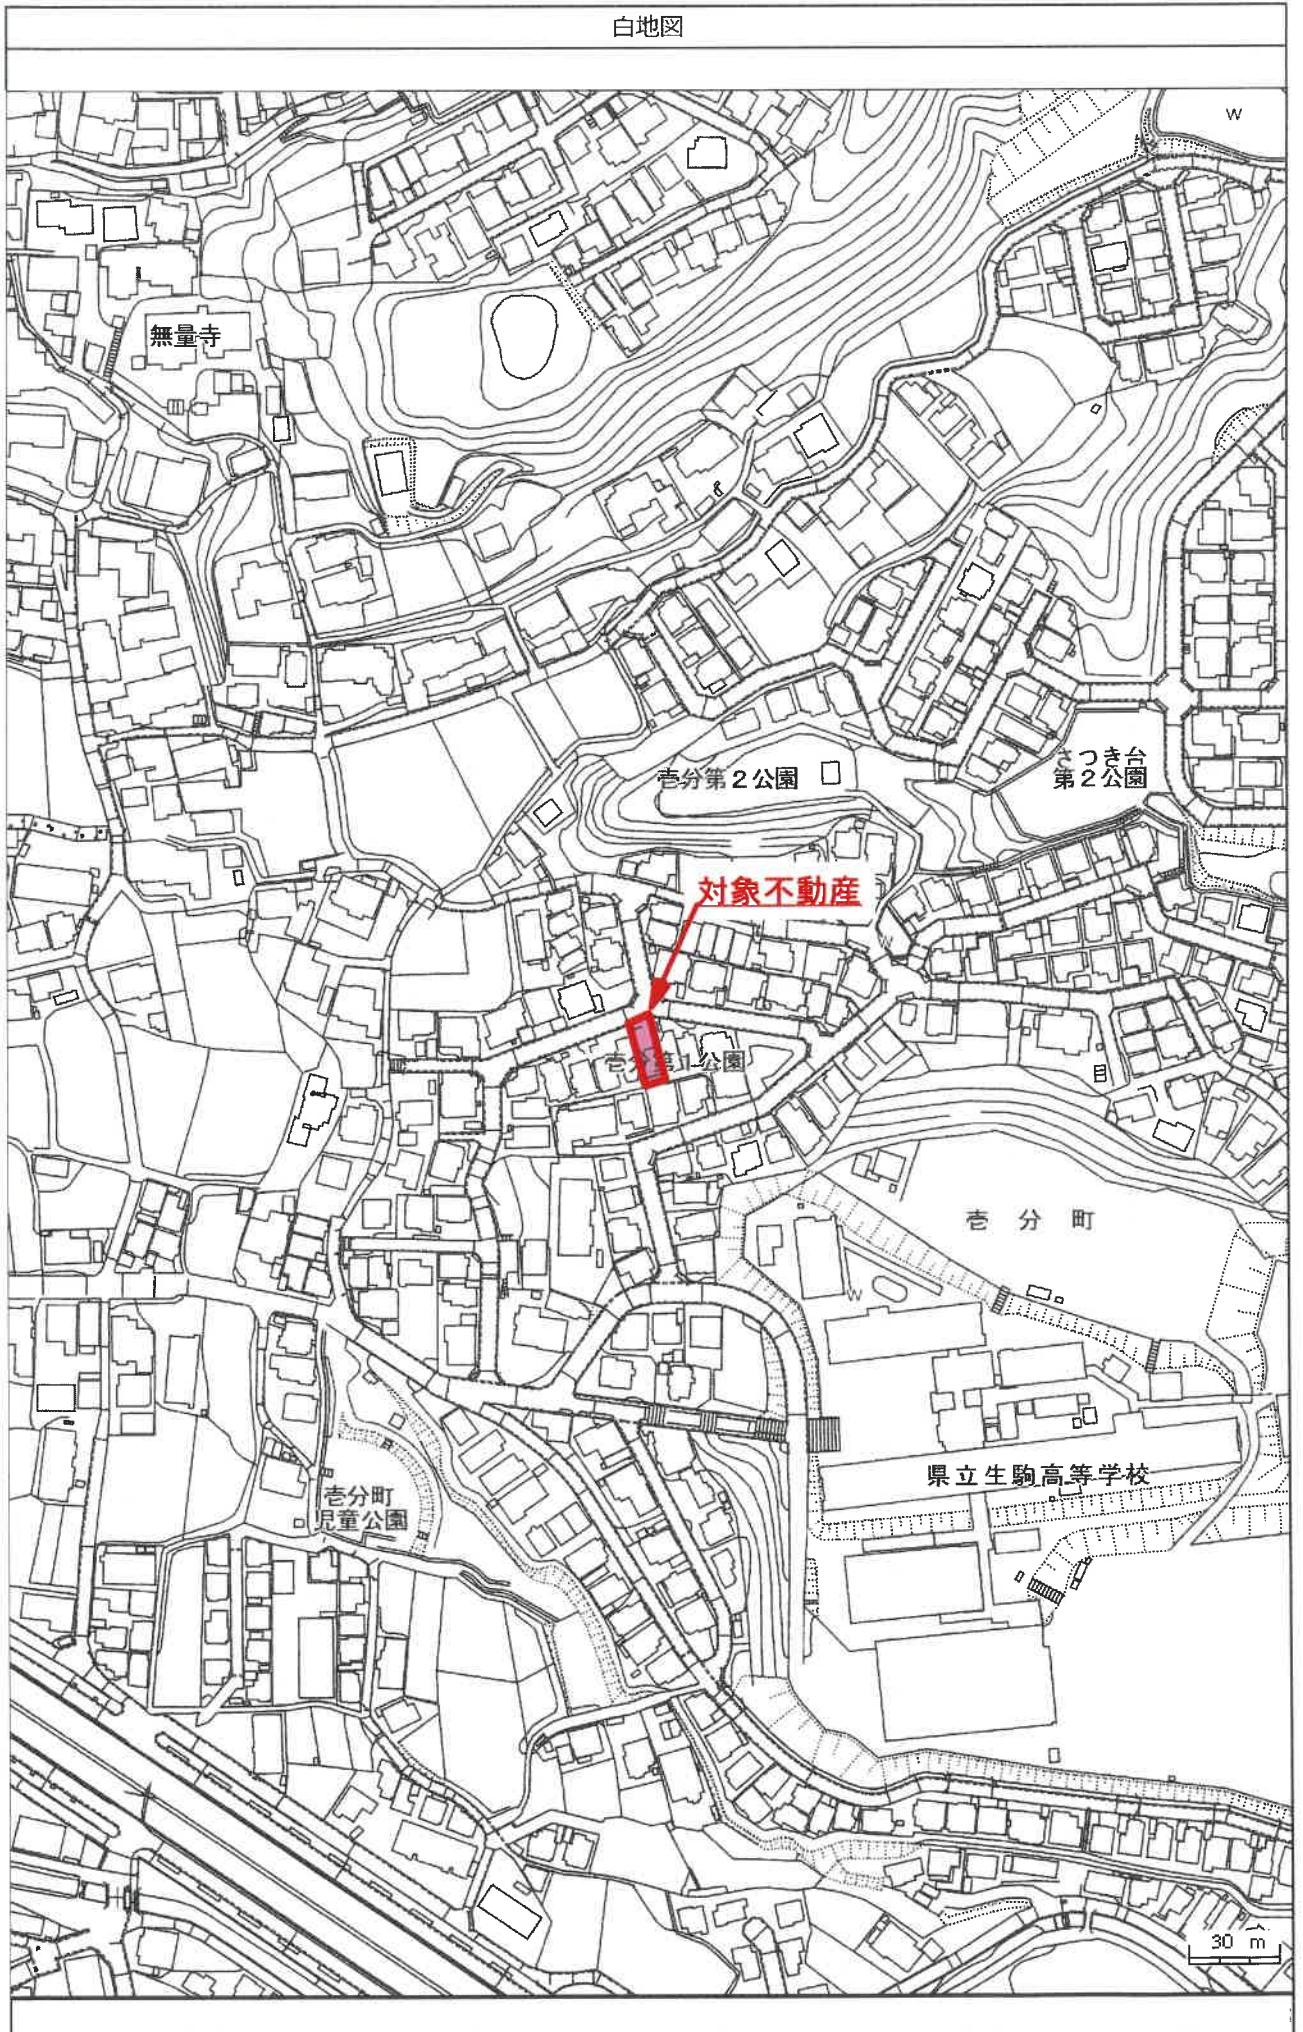 白地図
W
無量寺
壱分第2公園
さつき台
第2公園
対象不動産
W
壱分第1公園
壱分町
W
県立生駒高等学校
壱分町
児童公園
30 m